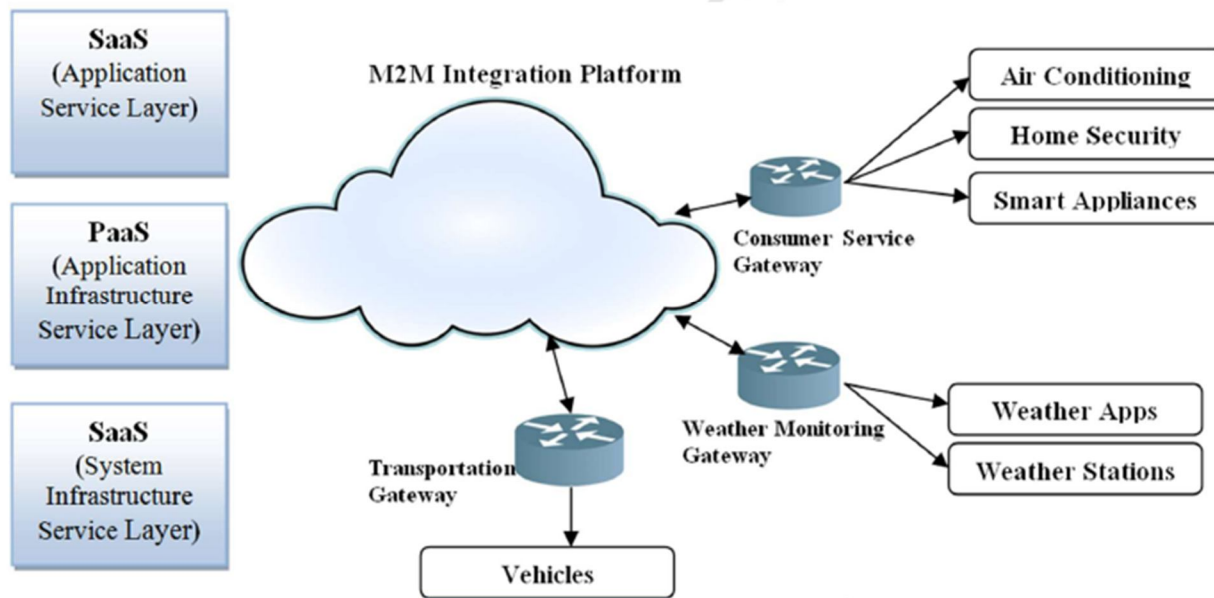 SaaS
(Application
Service Layer)
PaaS
(Application
Infrastructure
Service Layer)
SaaS
(System
Infrastructure
Service Layer)
M2M Integration Platform
Consumer Service
Gateway
Air Conditioning
Home Security
Smart Appliances
Weather Monitoring
Gateway
Weather Apps
Weather Stations
Transportation
Gateway
Vehicles